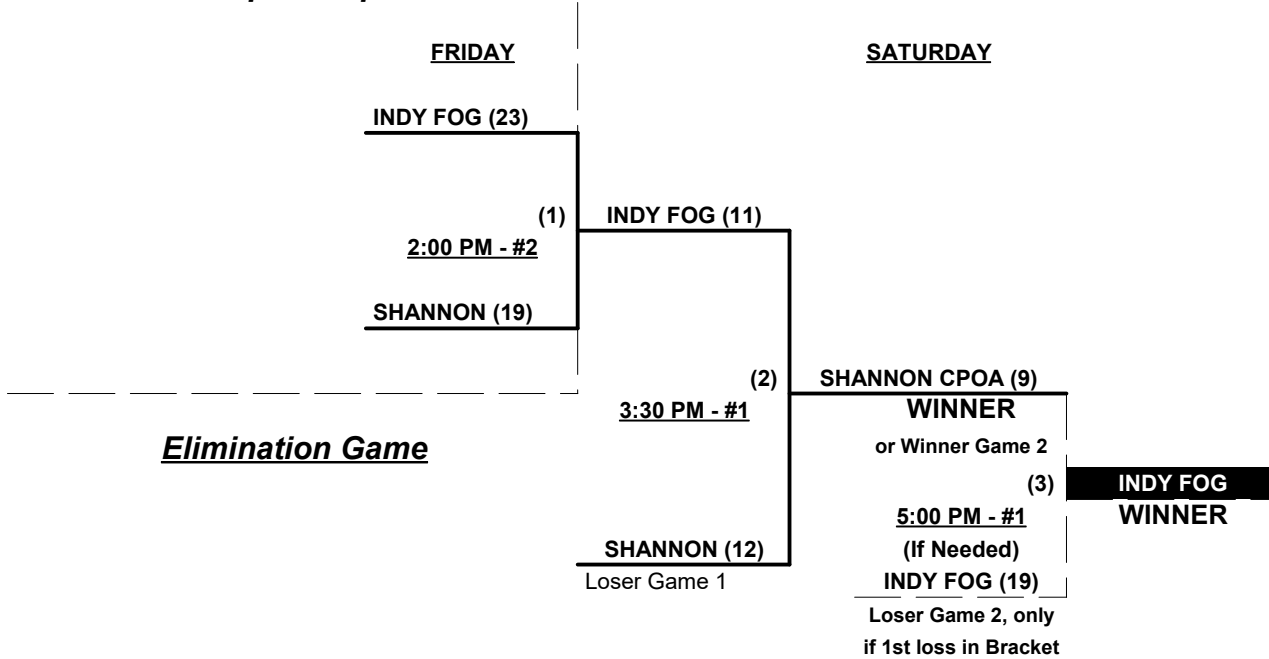 FRIDAY
SATURDAY
INDY FOG (23)
(1)
INDY FOG (11)
2:00 PM - #2
SHANNON (19)
(2)
SHANNON CPOA (9)
3:30 PM - #1
WINNER
Elimination Game
or Winner Game 2
(3)
INDY FOG
5:00 PM - #1
WINNER
SHANNON (12)
(If Needed)
Loser Game 1
INDY FOG (19)
Loser Game 2, only
if 1st loss in Bracket